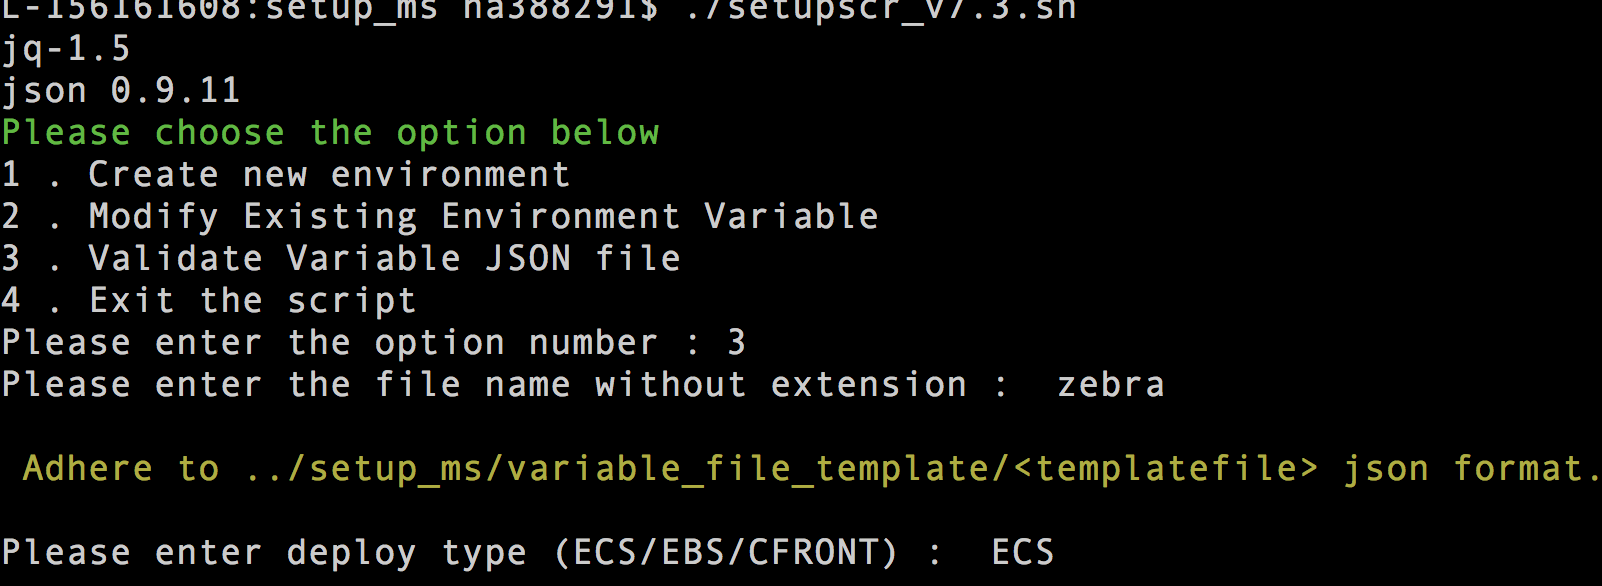 L-156161608:setup_ms na388291$ ./setupscr_v7.3.sh
jq-1.5
json 0.9.11
Please choose the option below
1 . Create new environment
2 . Modify Existing Environment Variable
3 . Validate Variable JSON file
4 . Exit the script
Please enter the option number : 3
Please enter the file name without extension :  zebra
Adhere to ../setup_ms/variable_file_template/<templatefile> json format.
Please enter deploy type (ECS/EBS/CFRONT) :  ECS